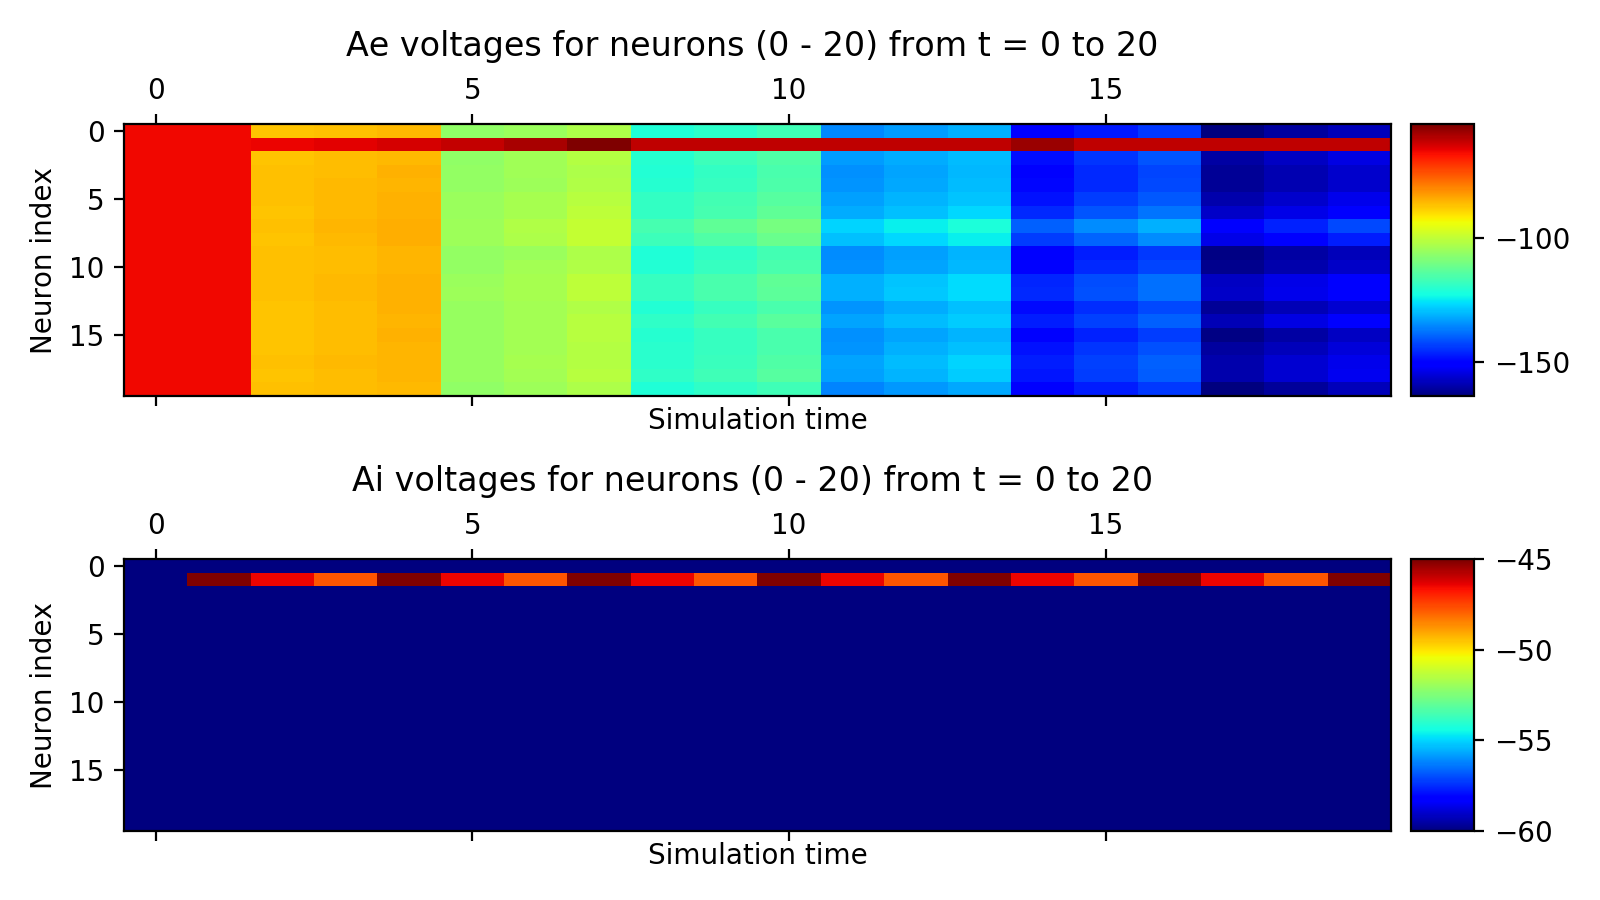 Ae voltages for neurons (0 - 20) from t = 0 to 20
0 5 10 15
Neuron index
0
5
10
15
−100
−150
Simulation time
Ai voltages for neurons (0 - 20) from t = 0 to 20
0 5 10 15
Neuron index
0
5
10
15
−45
−50
−55
−60
Simulation time